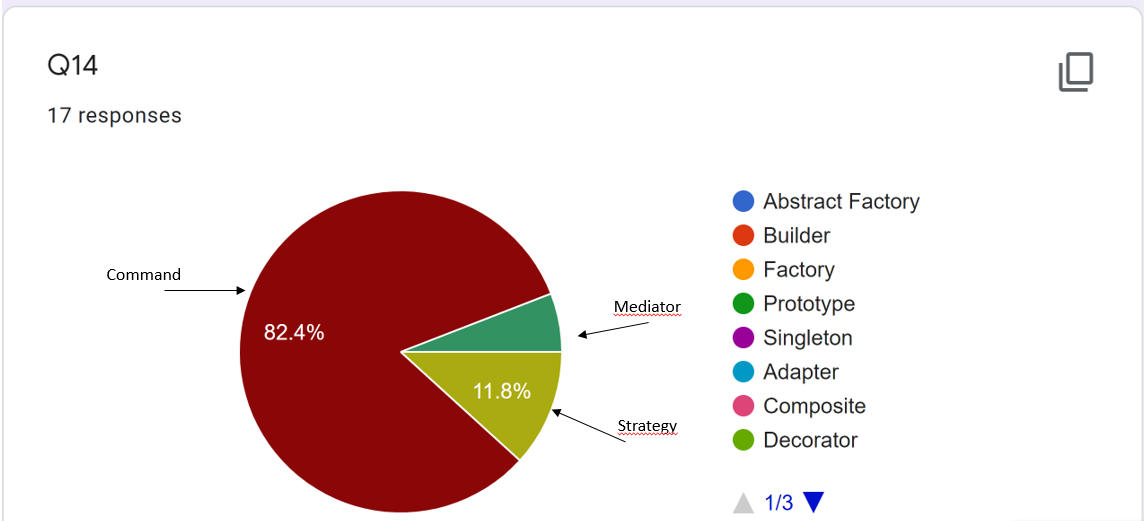 Q14
17 responses
Command
82.4%
Mediator
11.8%
Strategy
Abstract Factory
Builder
Factory
Prototype
Singleton
Adapter
Composite
Decorator
1/3